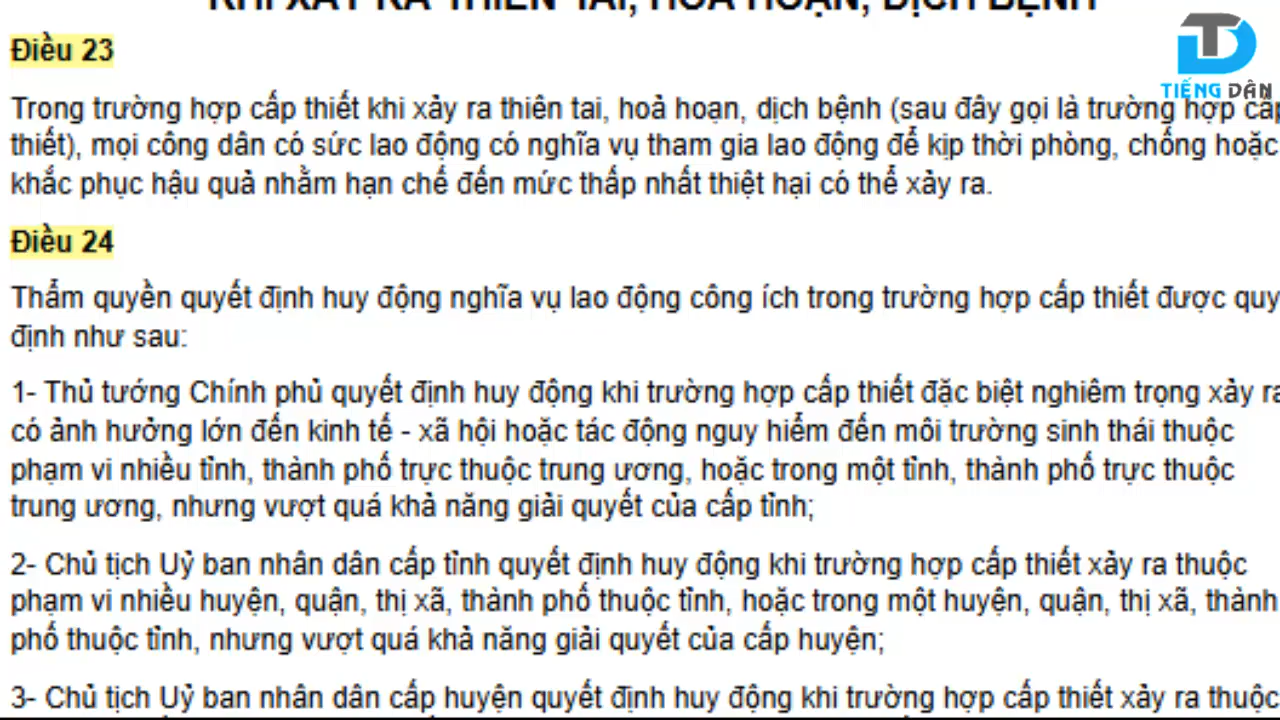 KHI XẢY RA THIÊN TAI, HOẢ HOẠN, DỊCH BỆNH
Điều 23
TIẾNG DÂN
Trong trường hợp cấp thiết khi xảy ra thiên tai, hoả hoạn, dịch bệnh (sau đây gọi là trường hợp cấp
thiết), mọi công dân có sức lao động có nghĩa vụ tham gia lao động để kịp thời phòng, chống hoặc
khắc phục hậu quả nhằm hạn chế đến mức thấp nhất thiệt hại có thể xảy ra.
Điều 24
Thẩm quyền quyết định huy động nghĩa vụ lao động công ích trong trường hợp cấp thiết được quy
định như sau:
1- Thủ tướng Chính phủ quyết định huy động khi trường hợp cấp thiết đặc biệt nghiêm trọng xảy ra
có ảnh hưởng lớn đến kinh tế - xã hội hoặc tác động nguy hiểm đến môi trường sinh thái thuộc
phạm vi nhiều tỉnh, thành phố trực thuộc trung ương, hoặc trong một tỉnh, thành phố trực thuộc
trung ương, nhưng vượt quá khả năng giải quyết của cấp tỉnh;
2- Chủ tịch Uỷ ban nhân dân cấp tỉnh quyết định huy động khi trường hợp cấp thiết xảy ra thuộc
phạm vi nhiều huyện, quận, thị xã, thành phố thuộc tỉnh, hoặc trong một huyện, quận, thị xã, thành
phố thuộc tỉnh, nhưng vượt quá khả năng giải quyết của cấp huyện;
3- Chủ tịch Uỷ ban nhân dân cấp huyện quyết định huy động khi trường hợp cấp thiết xảy ra thuộc